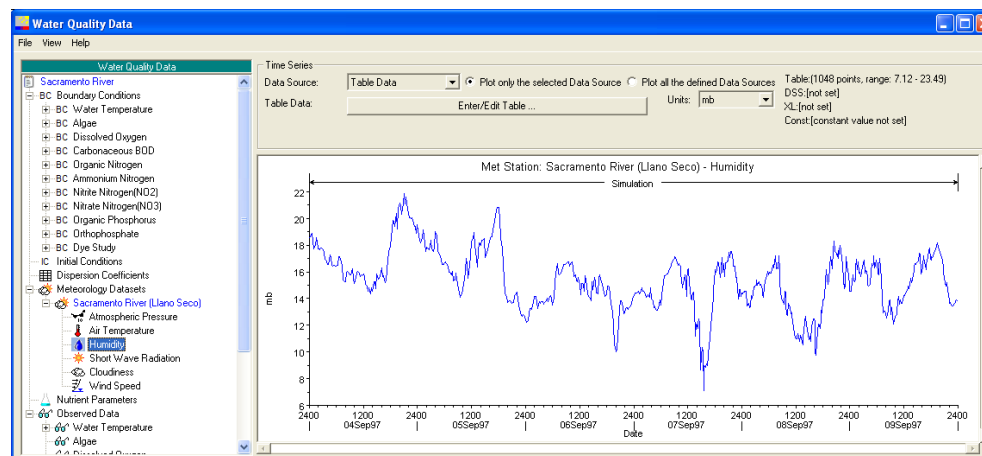 Water Quality Data
File View Help
Water Quality Data
Sacramento River
BC Boundary Conditions
BC Water Temperature
BC Algae
BC Dissolved Oxygen
BC Carbonaceous BOD
BC Organic Nitrogen
BC Ammonium Nitrogen
BC Nitrite Nitrogen(NO2)
BC Nitrate Nitrogen(NO3)
BC Organic Phosphorus
BC Orthophosphate
BC Dye Study
IC Initial Conditions
Dispersion Coefficients
Meteorology Datasets
Sacramento River (Llano Seco)
Atmospheric Pressure
Air Temperature
Humidity
Short Wave Radiation
Cloudiness
Wind Speed
Nutrient Parameters
Observed Data
Water Temperature
Algae
Dissolved Oxygen
Time Series
Data Source: Table Data Plot only the selected Data Source Plot all the defined Data Sources
Table Data: Enter/Edit Table ... Units: mb
Table:(1048 points, range: 7.12 - 23.49)
DSS:[not set]
XL:[not set]
Const:[constant value not set]
Met Station: Sacramento River (Llano Seco) - Humidity
Simulation
22
20
18
16
14
12
10
8
6
mb
2400 1200 2400 1200 2400 1200 2400 1200 2400 1200 2400 1200 2400
| 04Sep97 | 05Sep97 | 06Sep97 | 07Sep97 | 08Sep97 | 09Sep97 |
Date